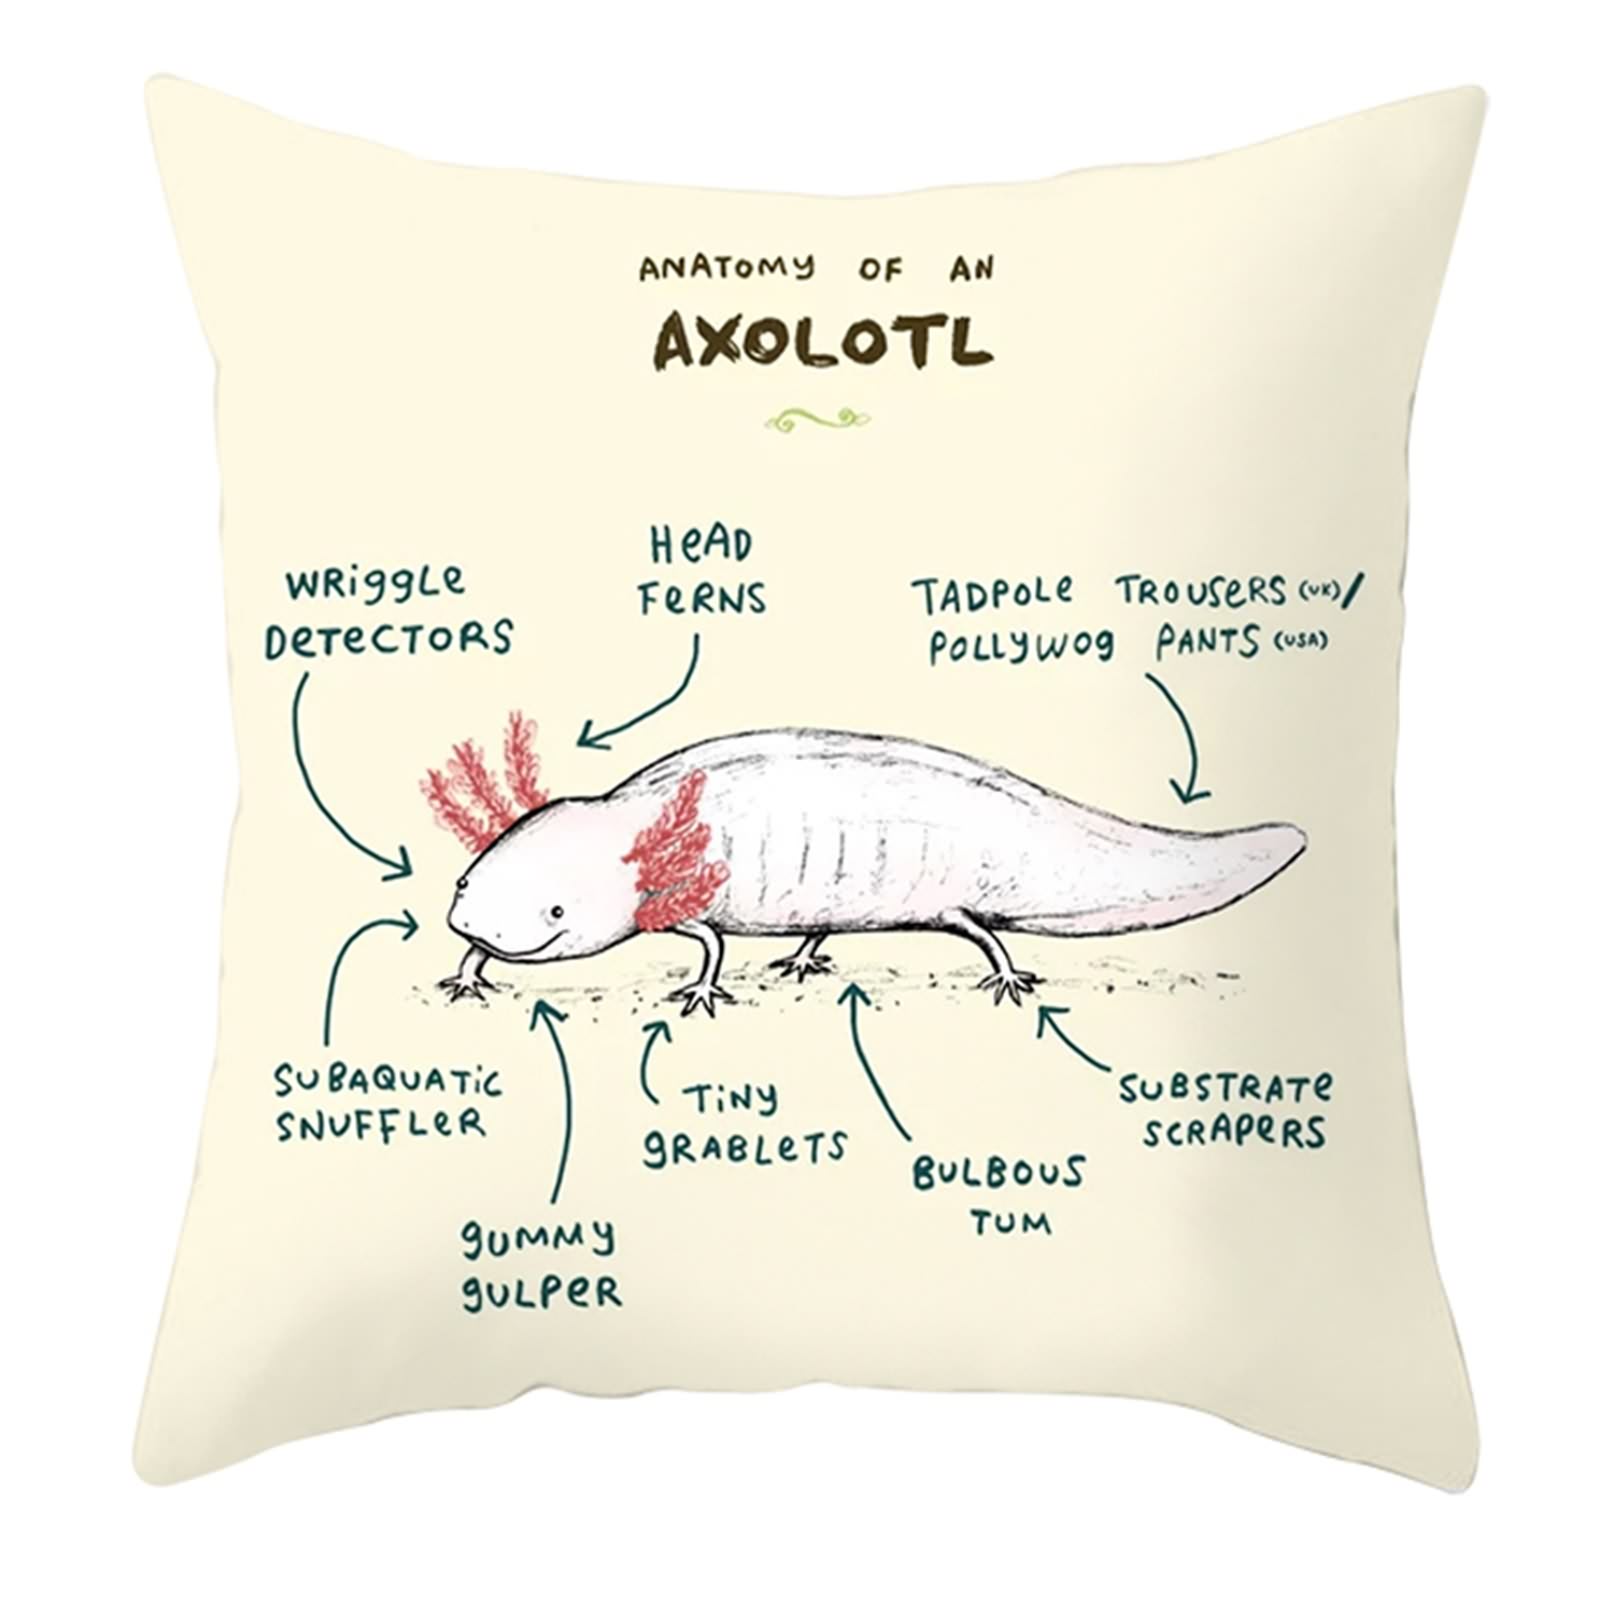 ANATOMY OF AN
AXOLOTL
HeAD
FeRNS
WRiggLe
DeTeCTORS
TADPOLe TROUSeRS (UK)/
POLLYWOg PANTS (USA)
SUBAQUATiC
SNUFFLeR
TiNy
gRABLeTS
SUBSTRATe
SCRAPeRS
BULBOUS
TUM
gUMMy
gULPeR